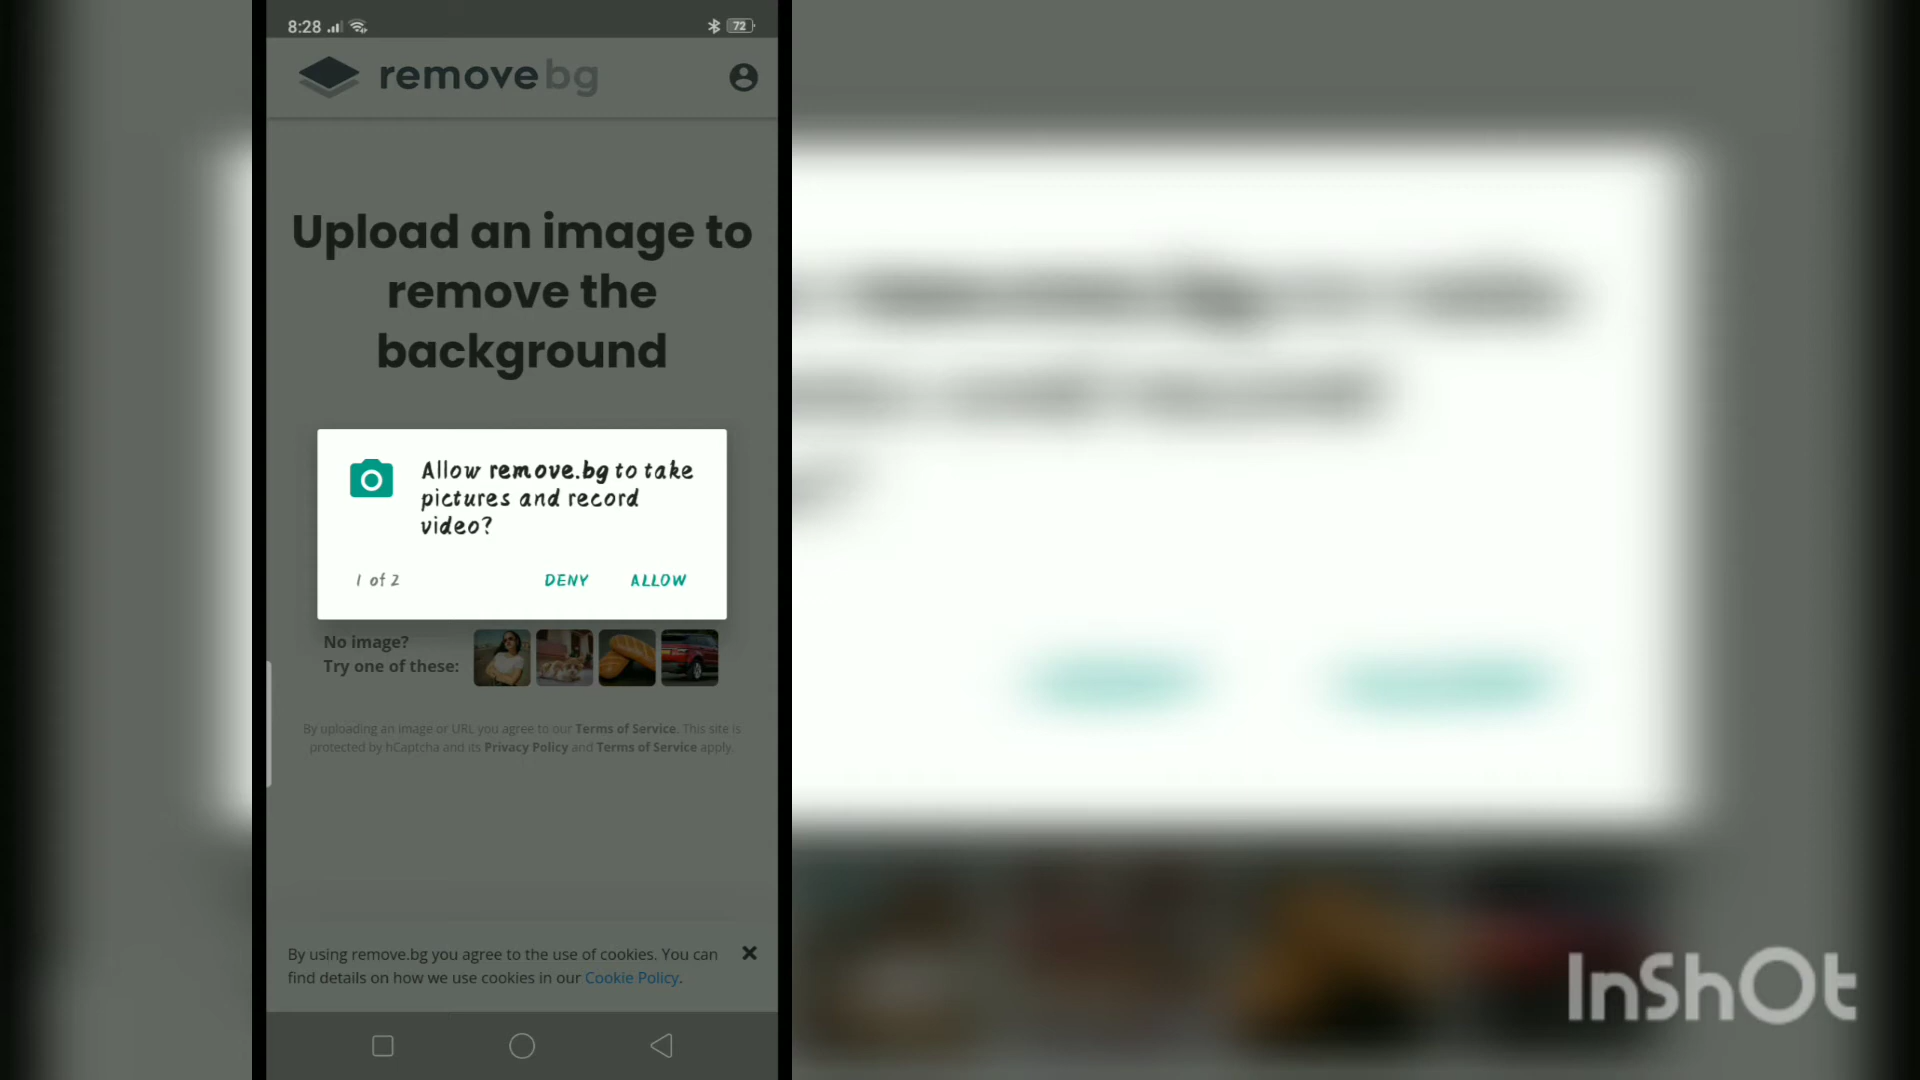 8:28
72
removebg
Upload an image to
remove the
background
Allow remove.bg to take
pictures and record
video?
1 of 2
DENY
ALLOW
No image?
Try one of these:
By uploading an image or URL you agree to our Terms of Service. This site is
protected by hCaptcha and its Privacy Policy and Terms of Service apply.
By using remove.bg you agree to the use of cookies. You can
find details on how we use cookies in our Cookie Policy.
InShOt